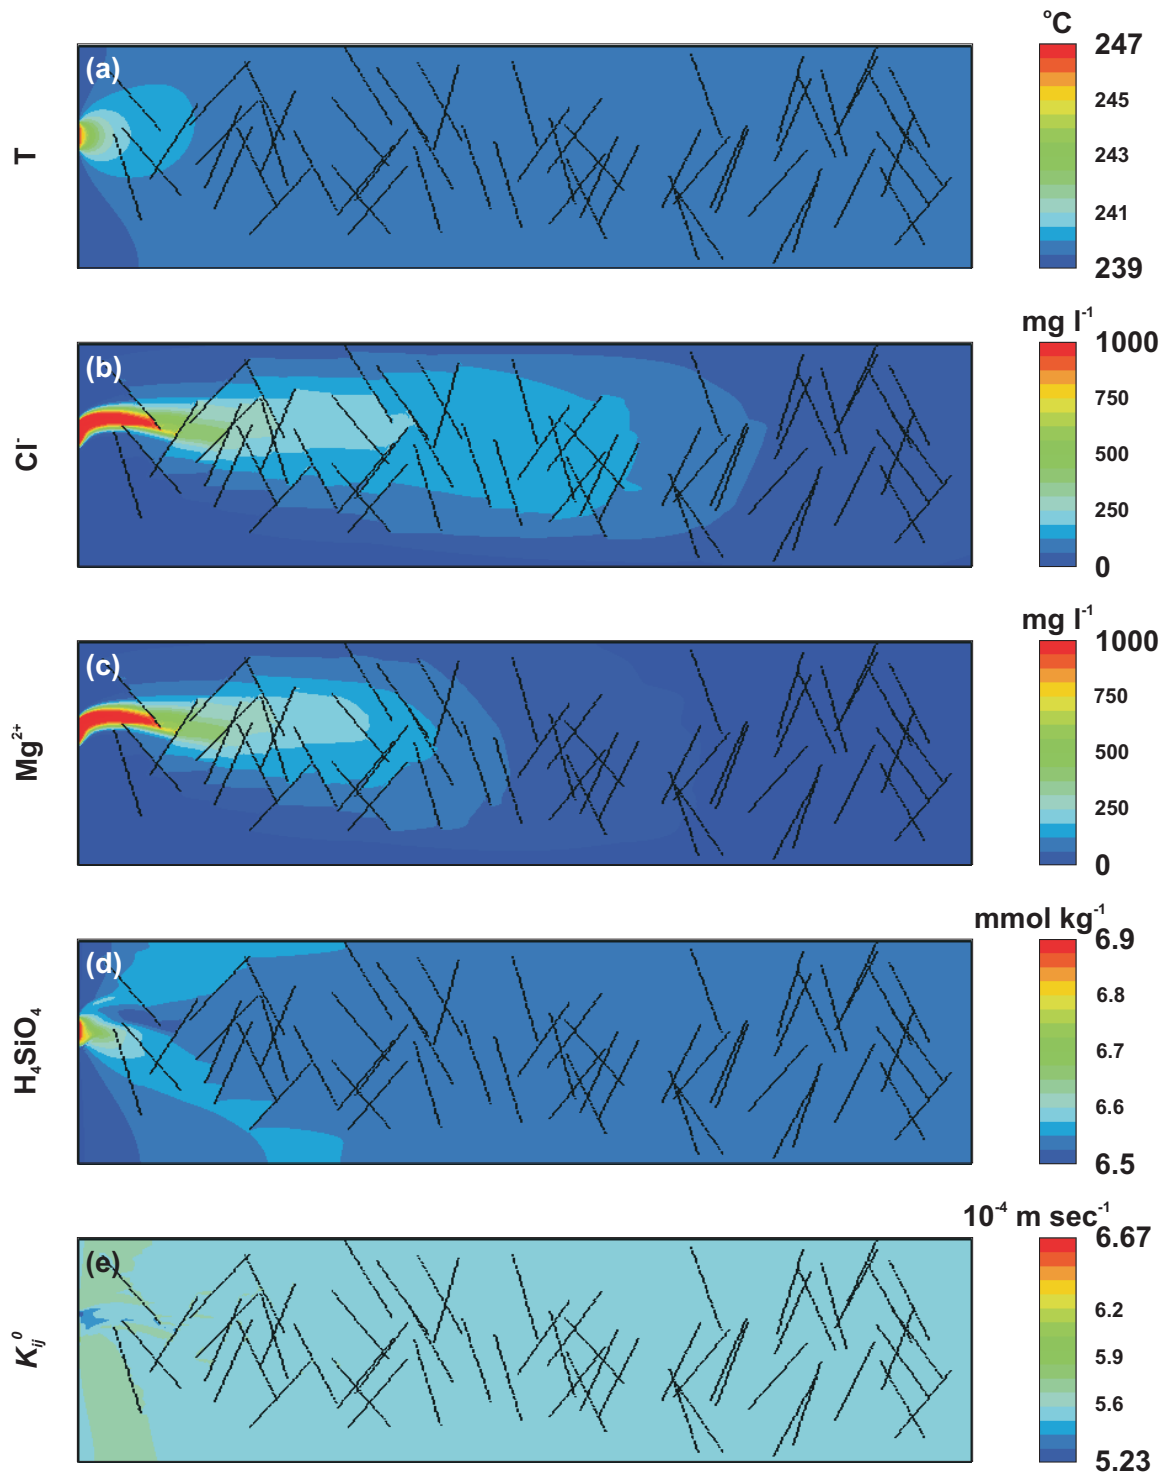 °C
(a)
T
247
245
243
241
239
mg l⁻¹
(b)
Cl⁻
1000
750
500
250
0
mg l⁻¹
(c)
Mg²⁺
1000
750
500
250
0
mmol kg⁻¹
(d)
H₄SiO₄
6.9
6.8
6.7
6.6
6.5
10⁻⁴ m sec⁻¹
(e)
Kᵢⱼ⁰
6.67
6.2
5.9
5.6
5.23